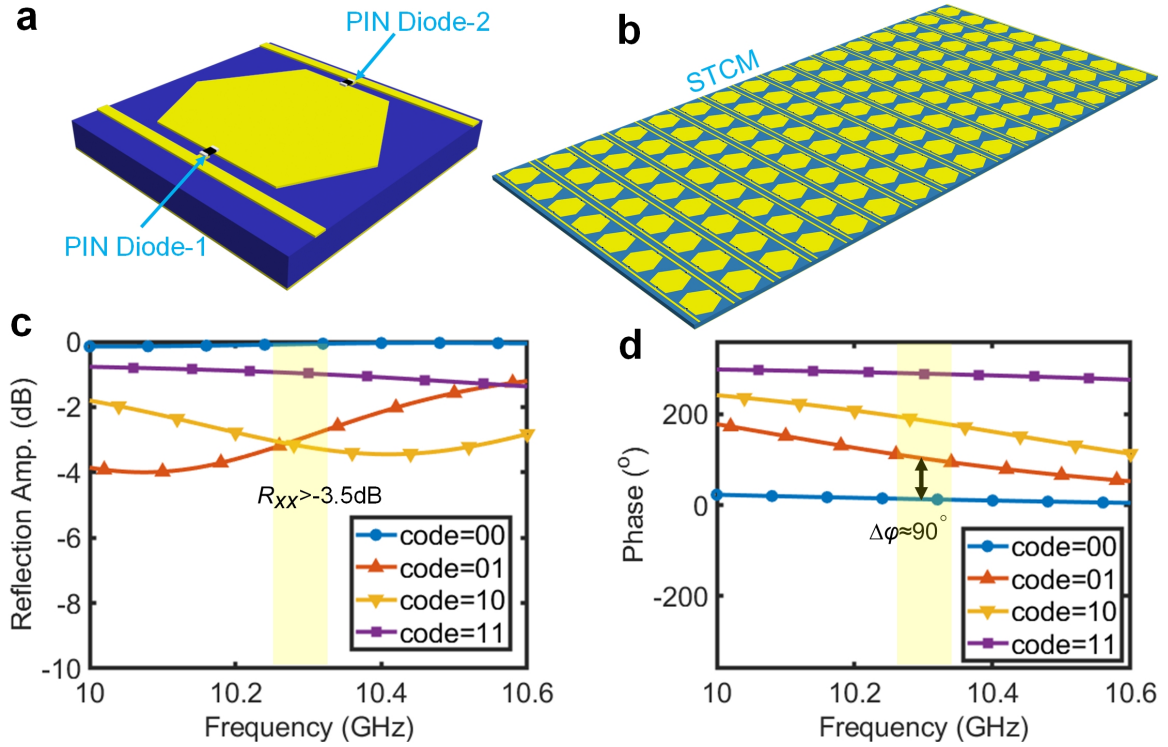 a
PIN Diode-2
PIN Diode-1
b
STCM
c
0
-2
-4
-6
-8
-10
Reflection Amp. (dB)
Rxx>-3.5dB
code=00
code=01
code=10
code=11
10
10.2
10.4
10.6
Frequency (GHz)
d
200
0
-200
Phase (°)
Δφ≈90°
code=00
code=01
code=10
code=11
10
10.2
10.4
10.6
Frequency (GHz)